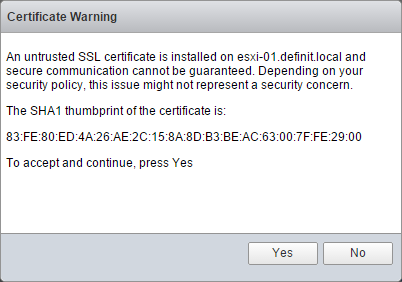 Certificate Warning
An untrusted SSL certificate is installed on esxi-01.definit.local and
secure communication cannot be guaranteed. Depending on your
security policy, this issue might not represent a security concern.
The SHA1 thumbprint of the certificate is:
83:FE:80:ED:4A:26:AE:2C:15:8A:8D:B3:BE:AC:63:00:7F:FE:29:00
To accept and continue, press Yes
Yes No